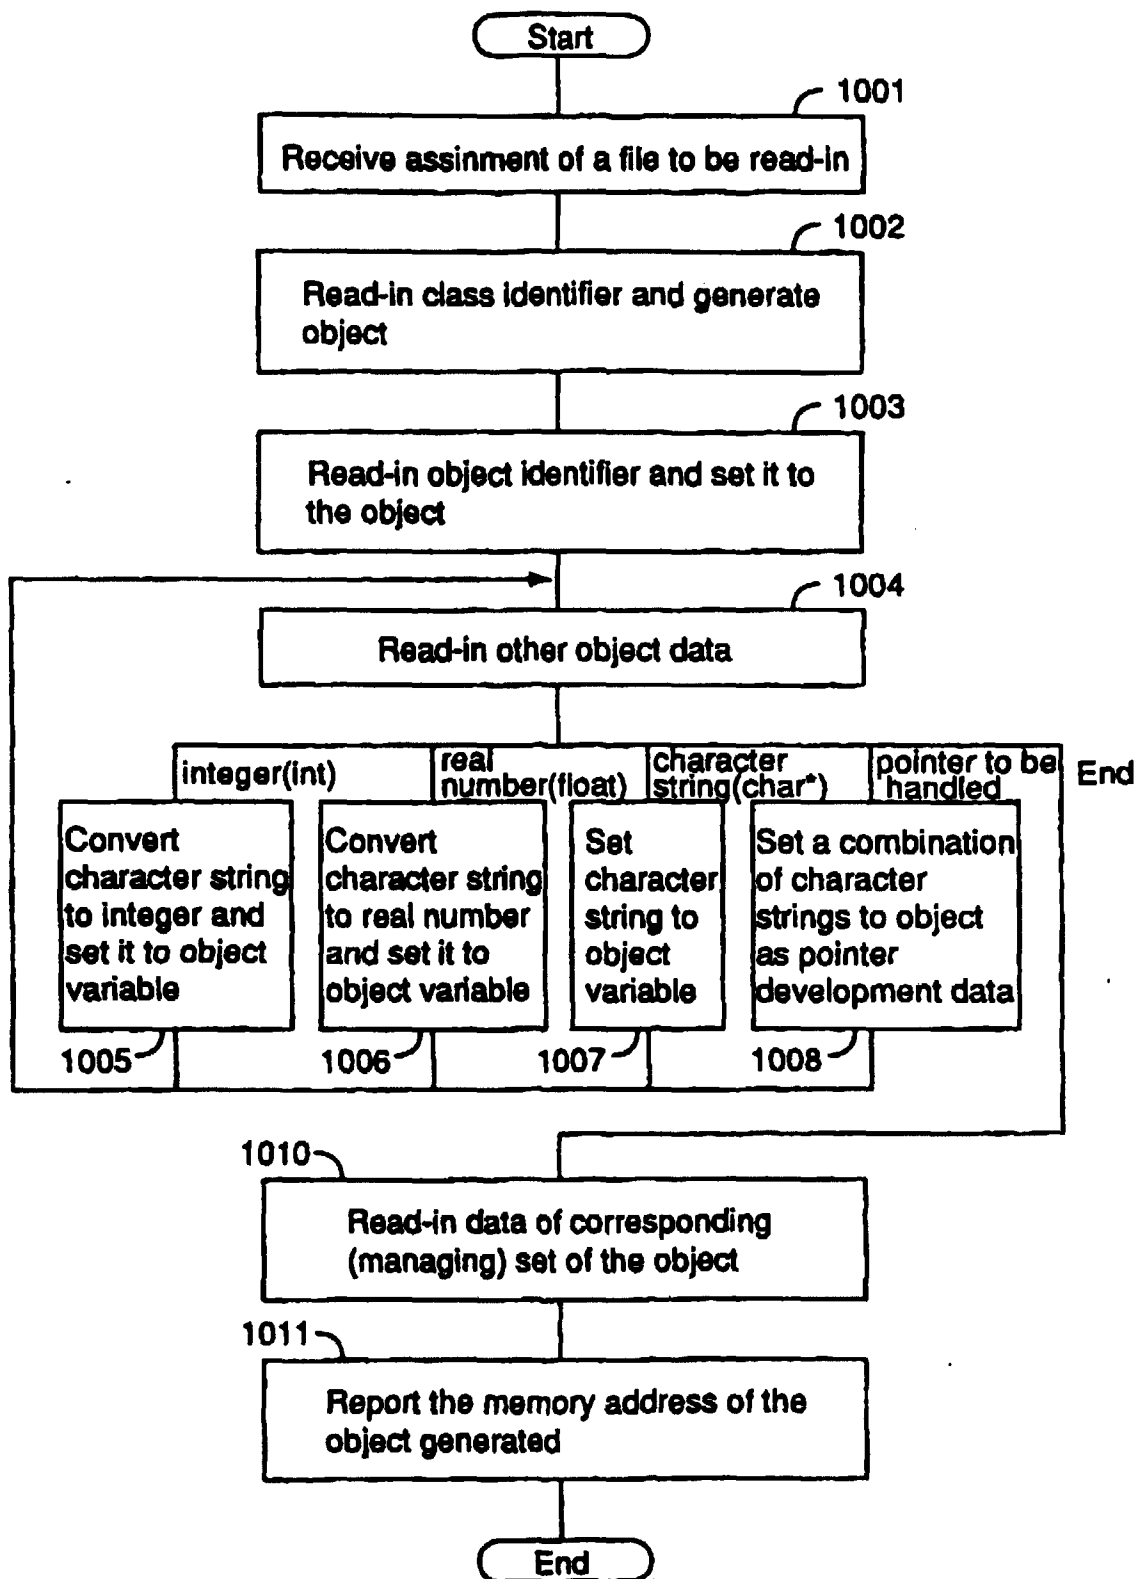 Start
1001
Receive assinment of a file to be read-in
1002
Read-in class identifier and generate
object
1003
Read-in object identifier and set it to
the object
1004
Read-in other object data
integer(int)
real
number(float)
character
string(char*)
pointer to be
handled
End
Convert
character string
to integer and
set it to object
variable
1005
Convert
character string
to real number
and set it to
object variable
1006
Set
character
string to
object
variable
1007
Set a combination
of character
strings to object
as pointer
development data
1008
1010
Read-in data of corresponding
(managing) set of the object
1011
Report the memory address of the
object generated
End